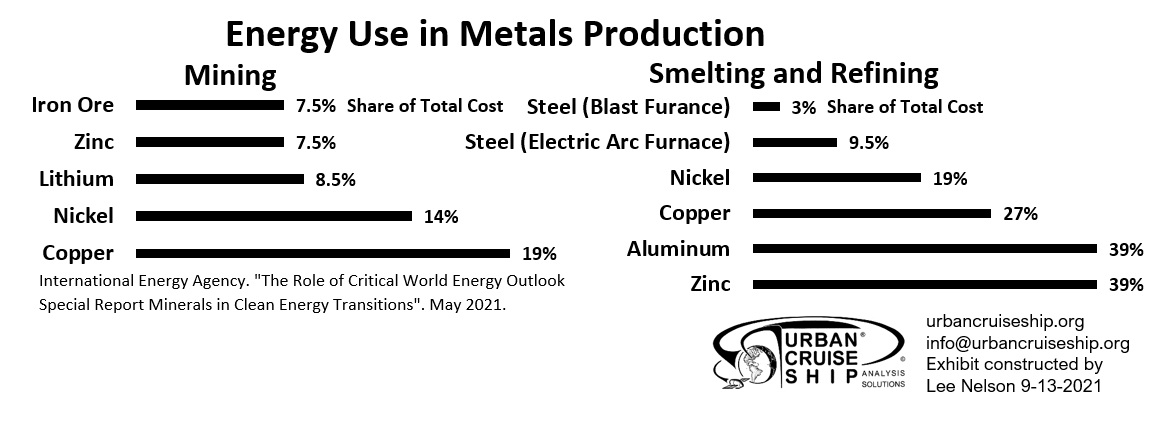 Energy Use in Metals Production
Mining
Iron Ore 7.5% Share of Total Cost
Zinc 7.5%
Lithium 8.5%
Nickel 14%
Copper 19%
International Energy Agency. "The Role of Critical World Energy Outlook
Special Report Minerals in Clean Energy Transitions". May 2021.
Smelting and Refining
Steel (Blast Furance) 3% Share of Total Cost
Steel (Electric Arc Furnace) 9.5%
Nickel 19%
Copper 27%
Aluminum 39%
Zinc 39%
URBAN®
CRUISE
SHIP
©
ANALYSIS
SOLUTIONS
urbancruiseship.org
info@urbancruiseship.org
Exhibit constructed by
Lee Nelson 9-13-2021